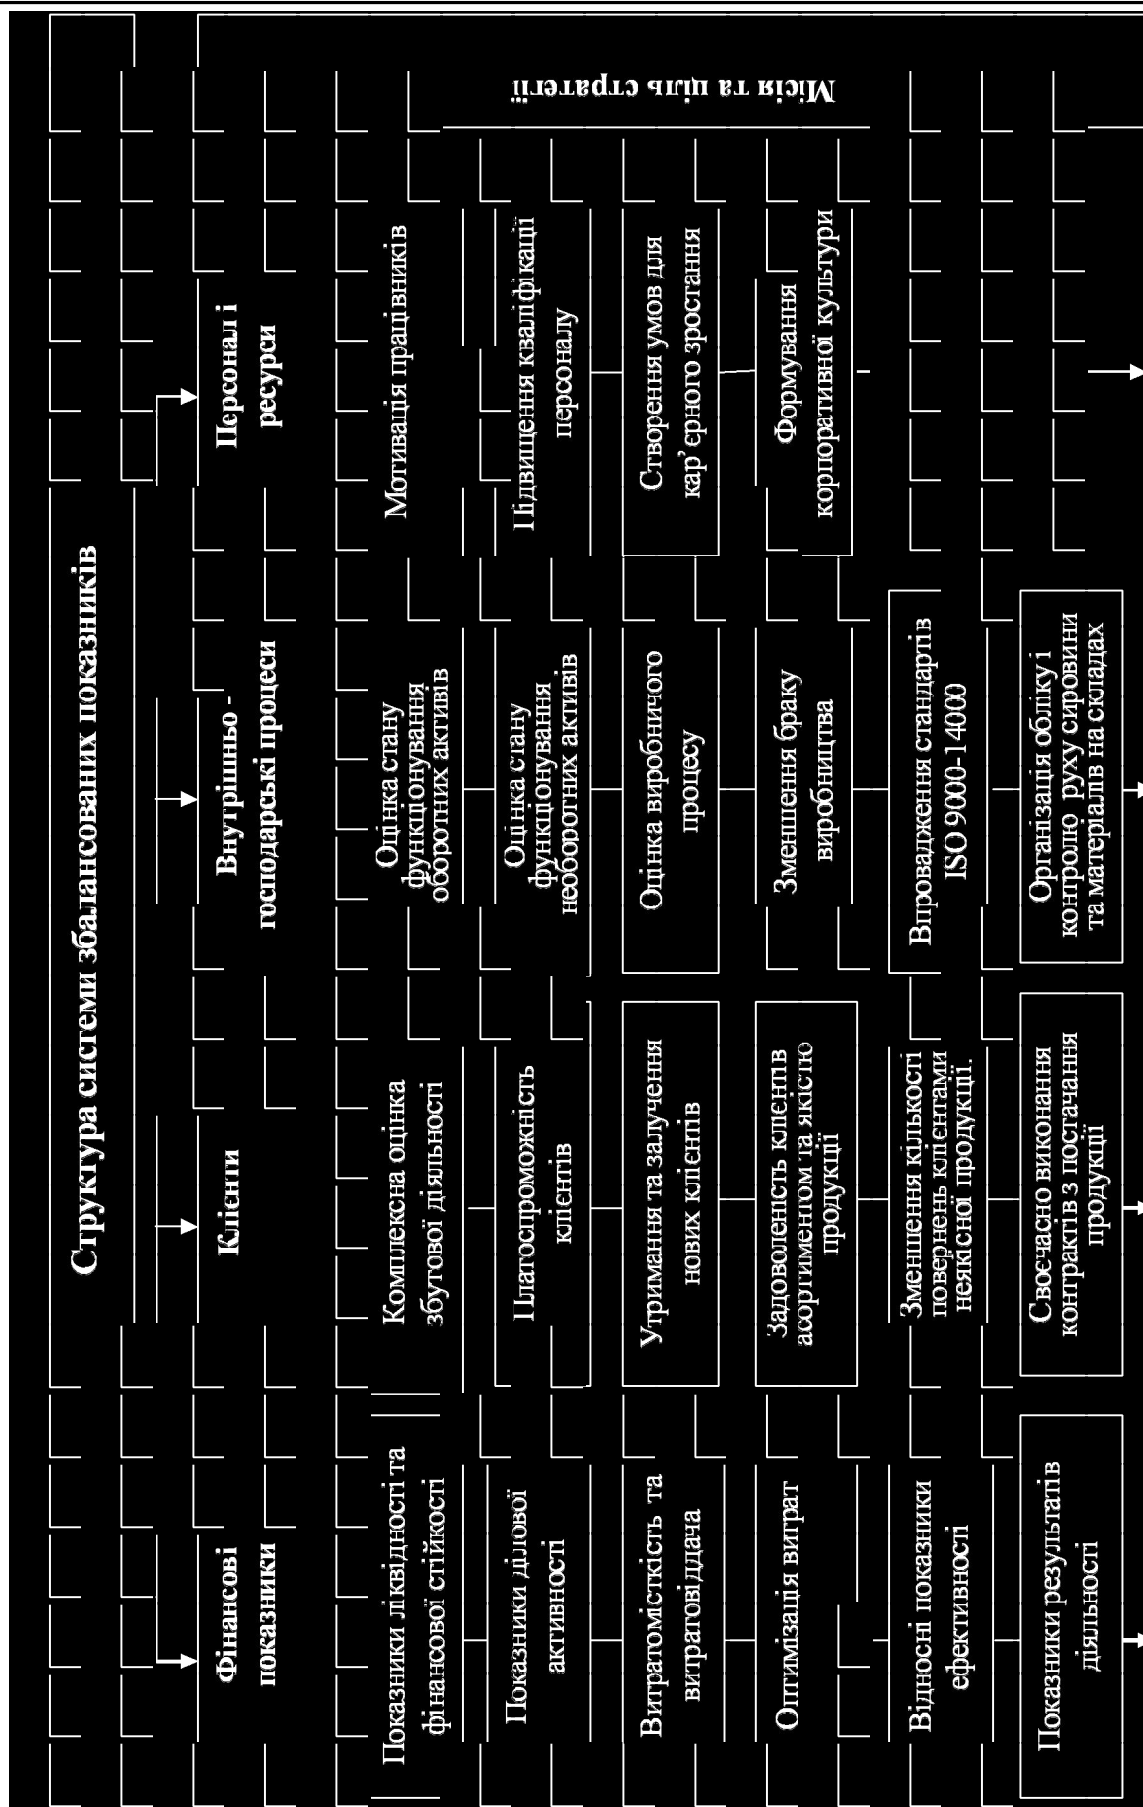 Структура системи збалансованих показників
Фінансові
показники
Показники ліквідності та
фінансової стійкості
Показники ділової
активності
Витратомісткість та
витратовіддача
Оптимізація витрат
Відносні показники
ефективності
Показники результатів
діяльності
Клієнти
Комплексна оцінка
збутової діяльності
Платоспроможність
клієнтів
Утримання та залучення
нових клієнтів
Задоволеність клієнтів
асортиментом та якістю
продукції
Зменшення кількості
повернень клієнтами
неякісної продукції.
Своєчасно виконання
контрактів з постачання
продукції
Внутрішньо -
господарські процеси
Оцінка стану
функціонування
оборотних активів
Оцінка стану
функціонування
необоротних активів
Оцінка виробничого
процесу
Зменшення браку
виробництва
Впровадження стандартів
ISO 9000-14000
Організація обліку і
контролю руху сировини
та матеріалів на складах
Персонал і
ресурси
Мотивація працівників
Підвищення кваліфікації
персоналу
Створення умов для
кар’єрного зростання
Формування
корпоративної культури
Місія та ціль стратегії